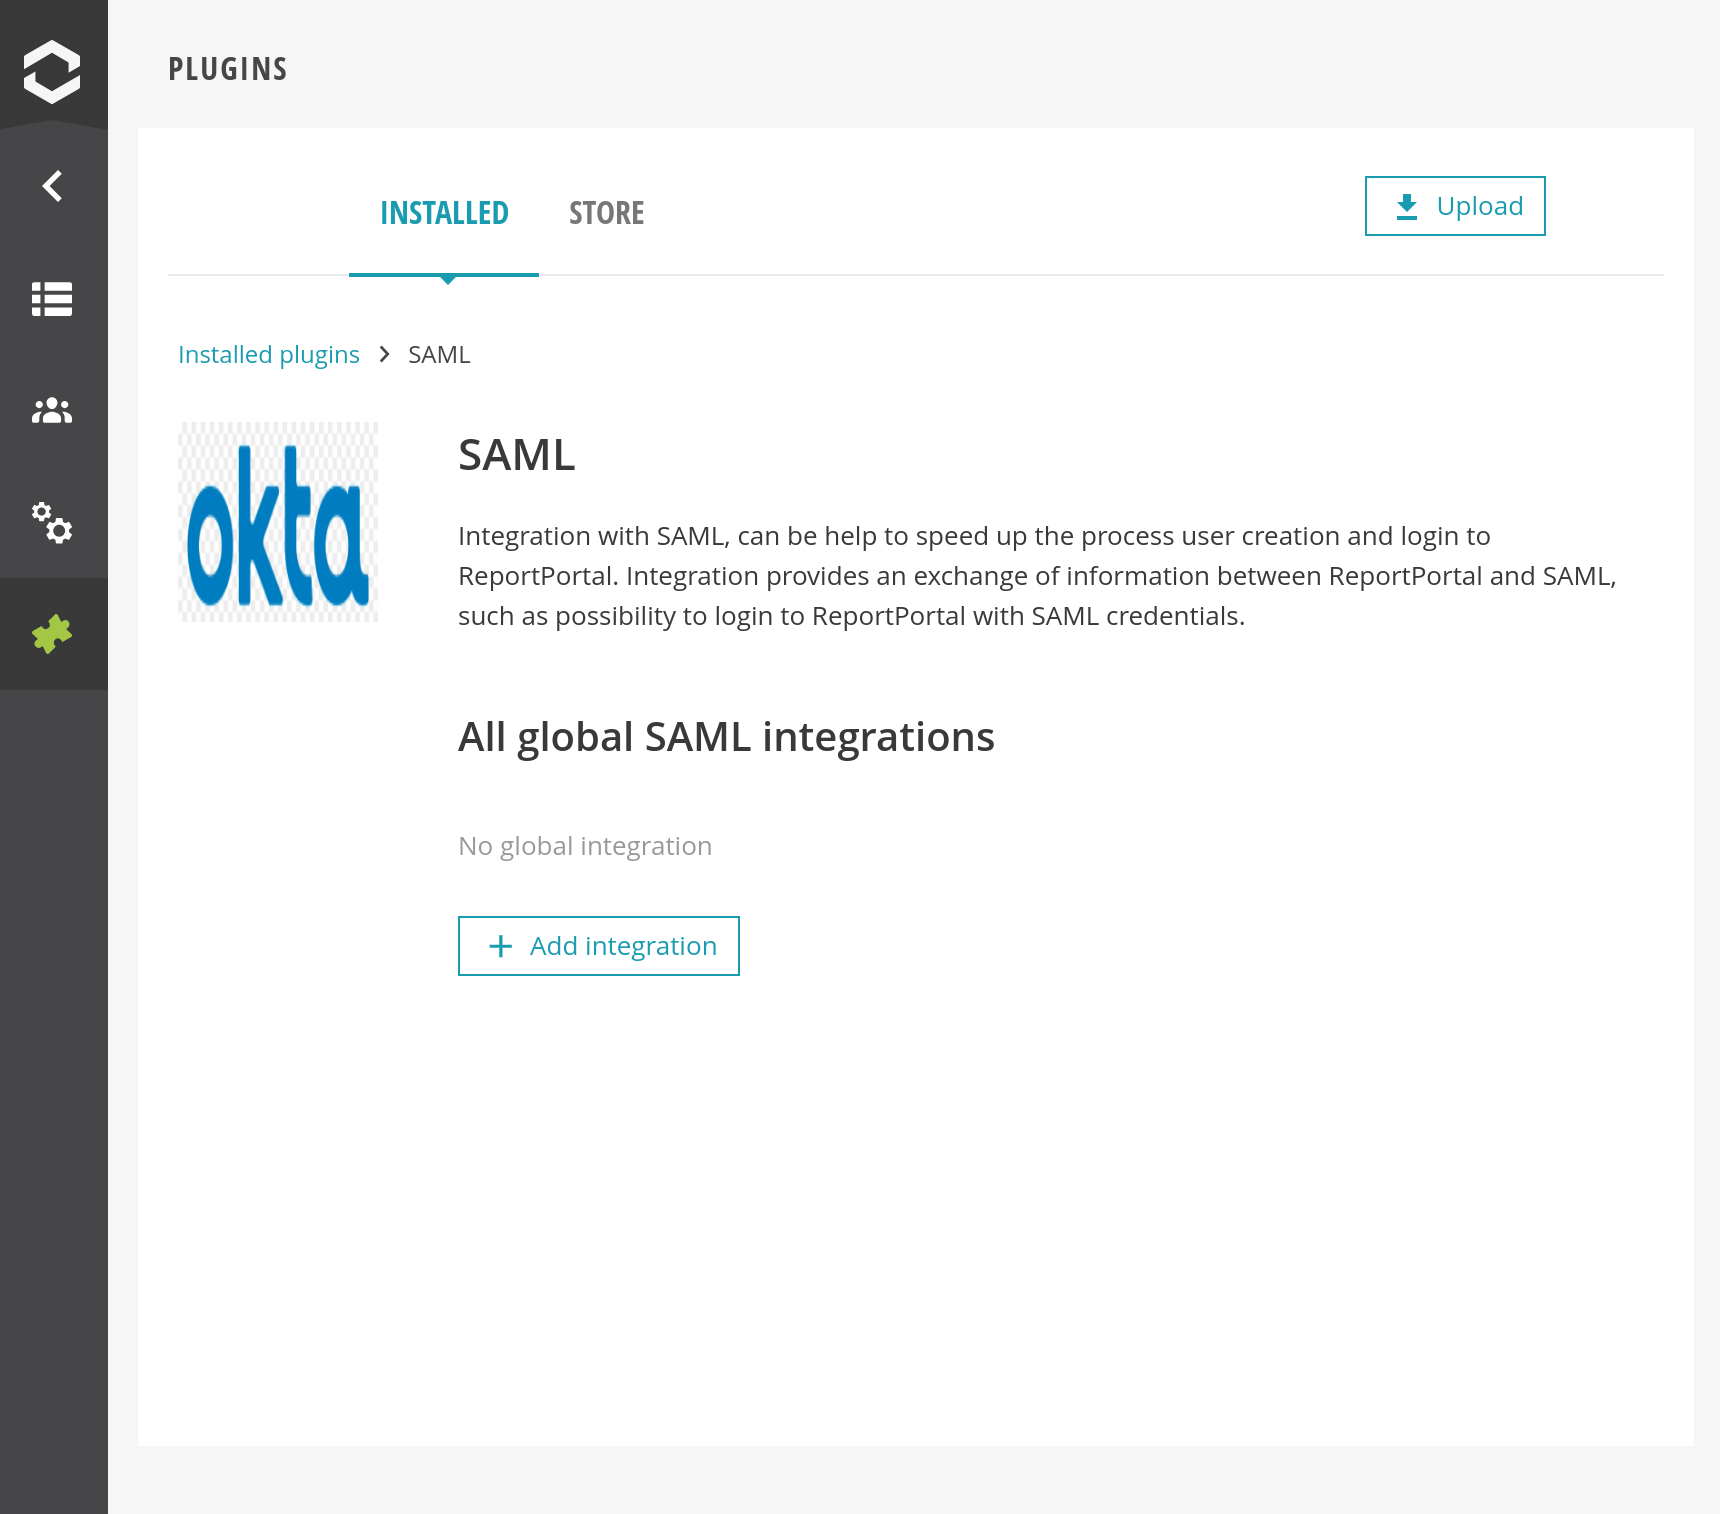 PLUGINS
INSTALLED
STORE
Upload
Installed plugins
SAML
okta
SAML
Integration with SAML, can be help to speed up the process user creation and login to
ReportPortal. Integration provides an exchange of information between ReportPortal and SAML,
such as possibility to login to ReportPortal with SAML credentials.
All global SAML integrations
No global integration
Add integration